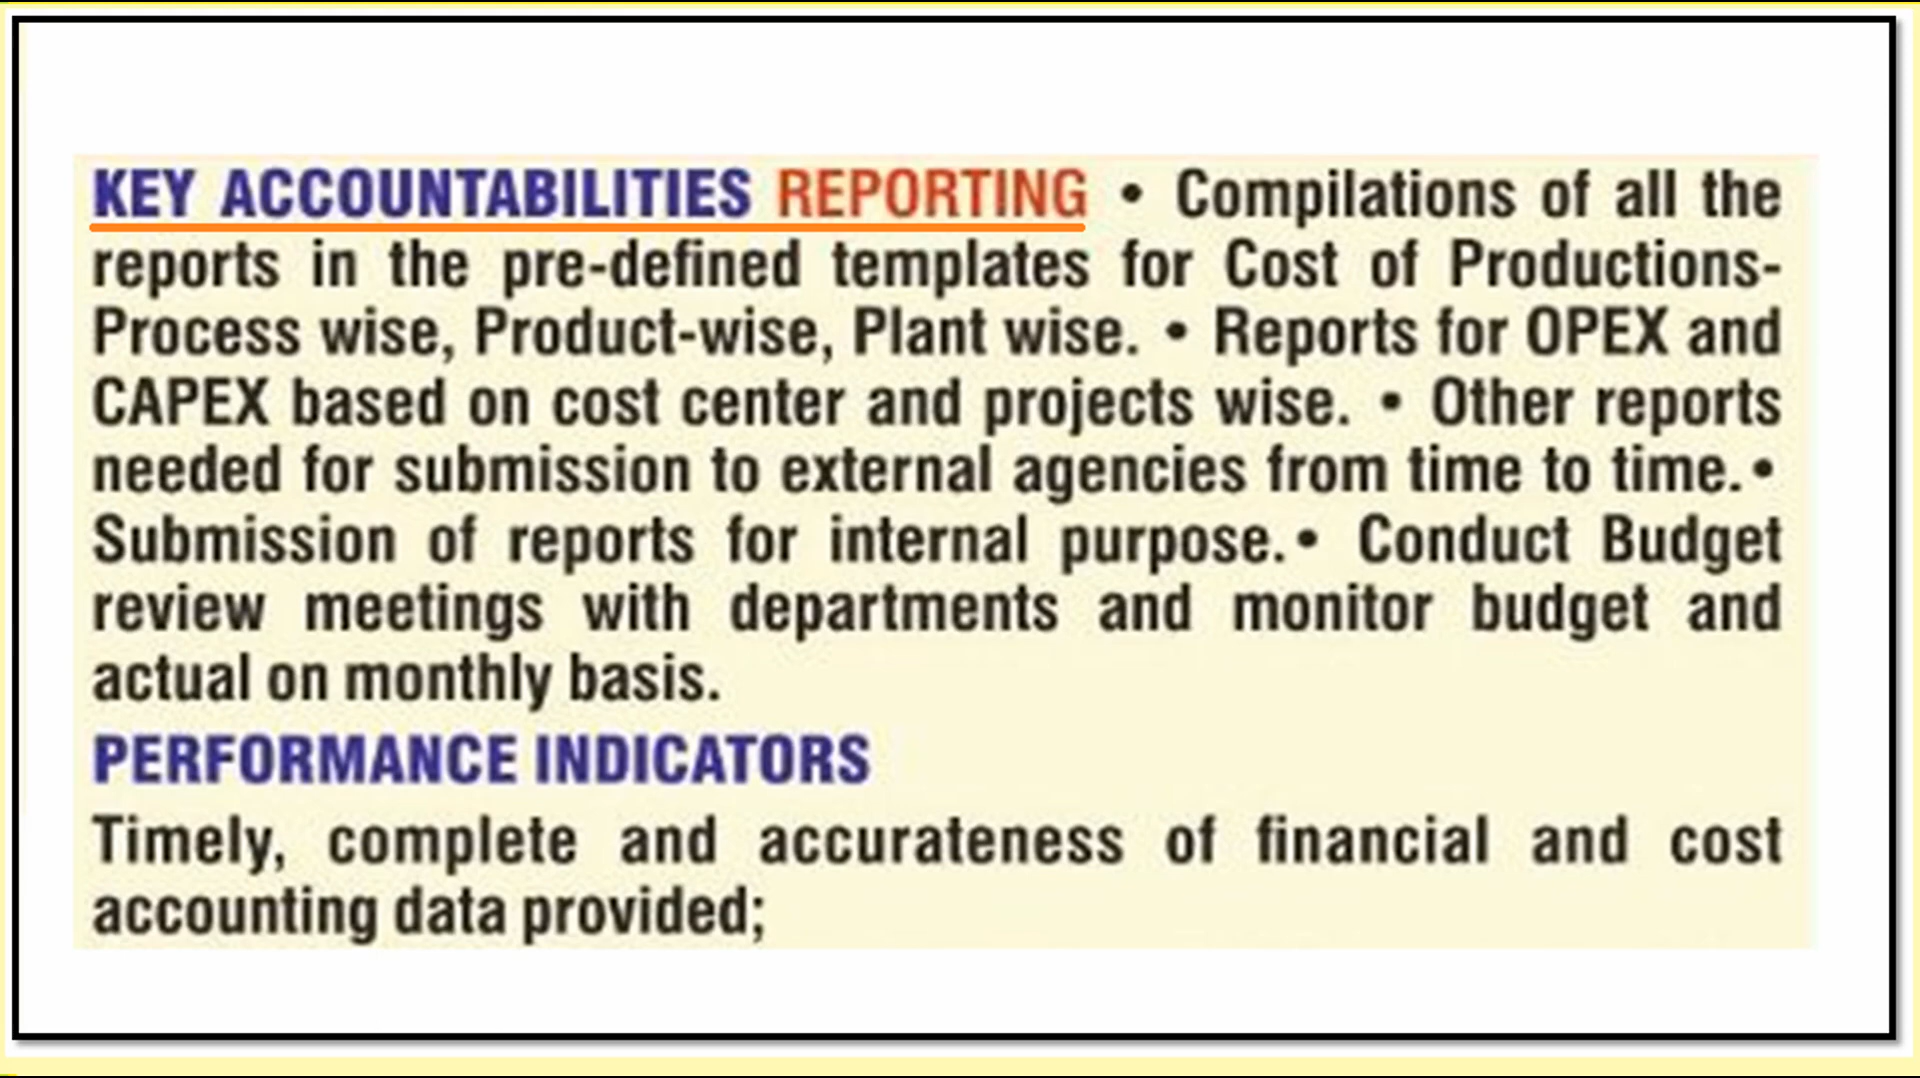 KEY ACCOUNTABILITIES REPORTING • Compilations of all the
reports in the pre-defined templates for Cost of Productions-
Process wise, Product-wise, Plant wise. • Reports for OPEX and
CAPEX based on cost center and projects wise. • Other reports
needed for submission to external agencies from time to time.•
Submission of reports for internal purpose.• Conduct Budget
review meetings with departments and monitor budget and
actual on monthly basis.
PERFORMANCE INDICATORS
Timely, complete and accurateness of financial and cost
accounting data provided;